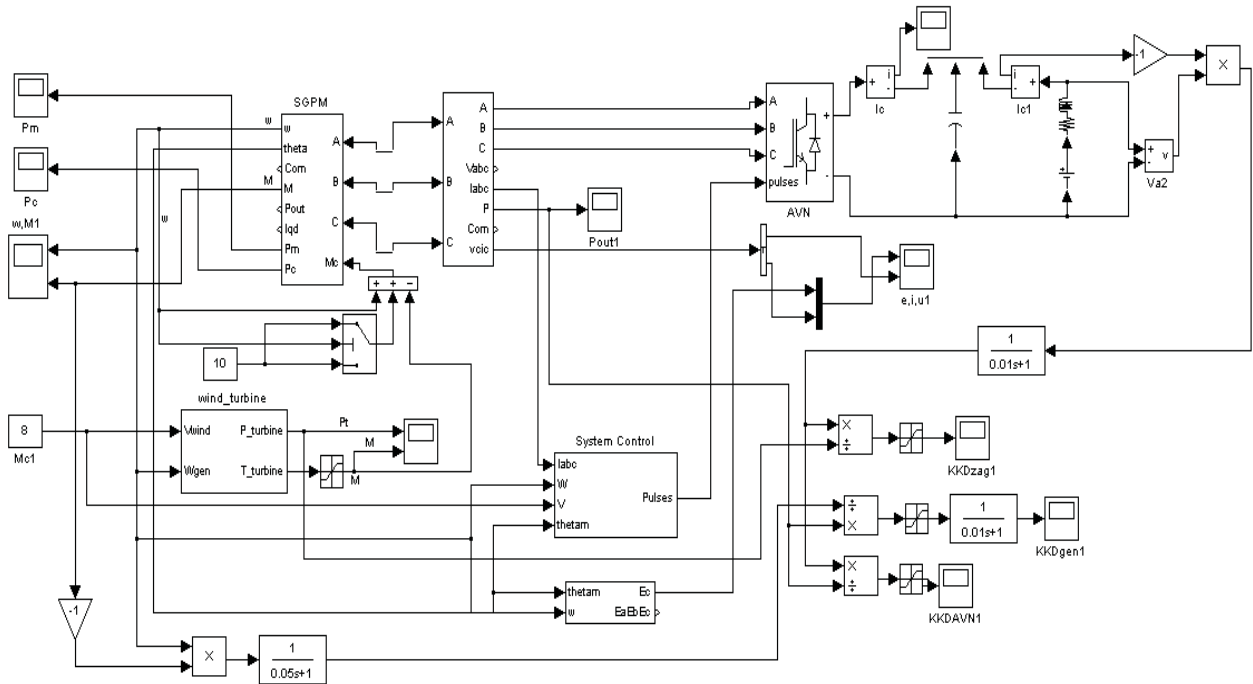 Pm
Pc
w,M1
SGPM
w
w
theta
Com
M
M
Pout
Iqd
Pm
Pc
A
B
C
Mc
w
+ + -
10
8
Mc1
wind_turbine
Vwind
Wgen
P_turbine
T_turbine
Pt
M
M
A
B
C
A
B
C
Vabc
Iabc
P
Com
vcic
Pout1
A
B
C
pulses
+
-
AVN
+ i -
Ic
i + -
Ic1
-1
X
+ - v
Va2
e,i,u1
1
0.01s+1
System Control
Iabc
W
V
thetam
Pulses
X
÷
KKDzag1
÷
X
1
0.01s+1
KKDgen1
X
÷
KKDAVN1
thetam
w
Ec
EaEbEc
-1
X
1
0.05s+1